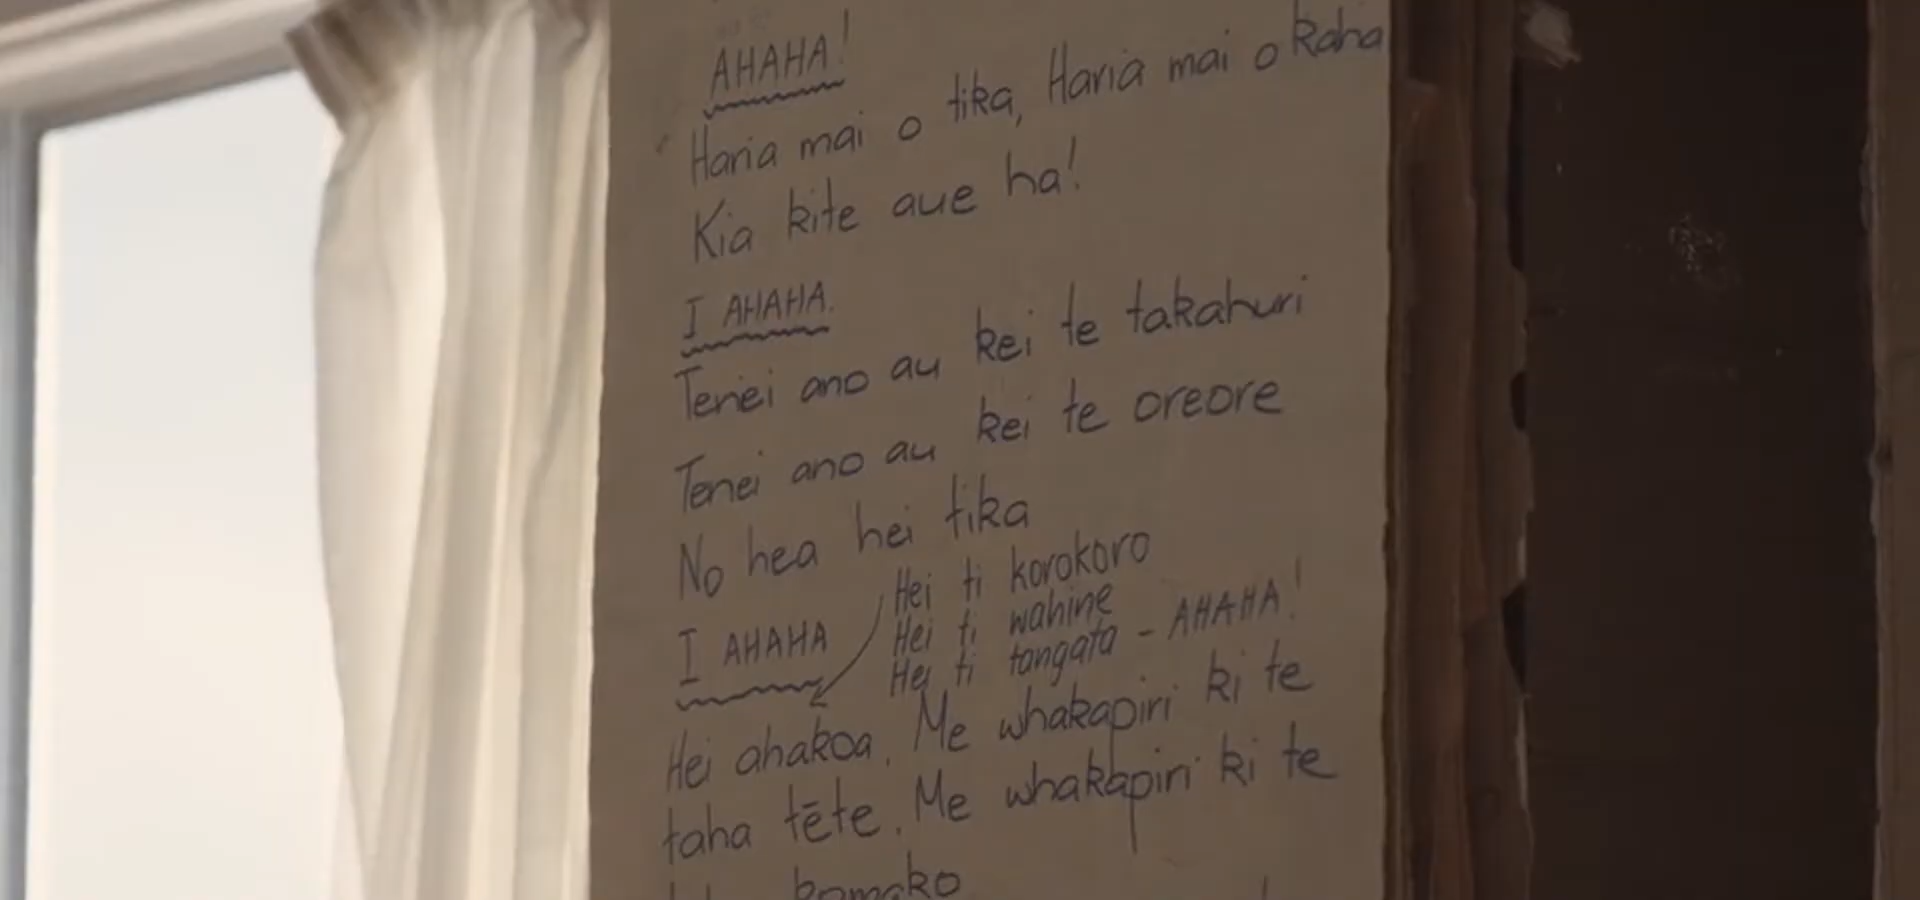 AHAHA!
Haria mai o tika, Haria mai o kaha
Kia kite aue ha!
I AHAHA.
Tenei ano au kei te takahuri
Tenei ano au kei te oreore
No hea hei tika
Hei ti korokoro
Hei ti wahine
Hei ti tangata - AHAHA!
I AHAHA
Hei ahakoa. Me whakapiri ki te
taha tēte. Me whakapiri ki te
komako